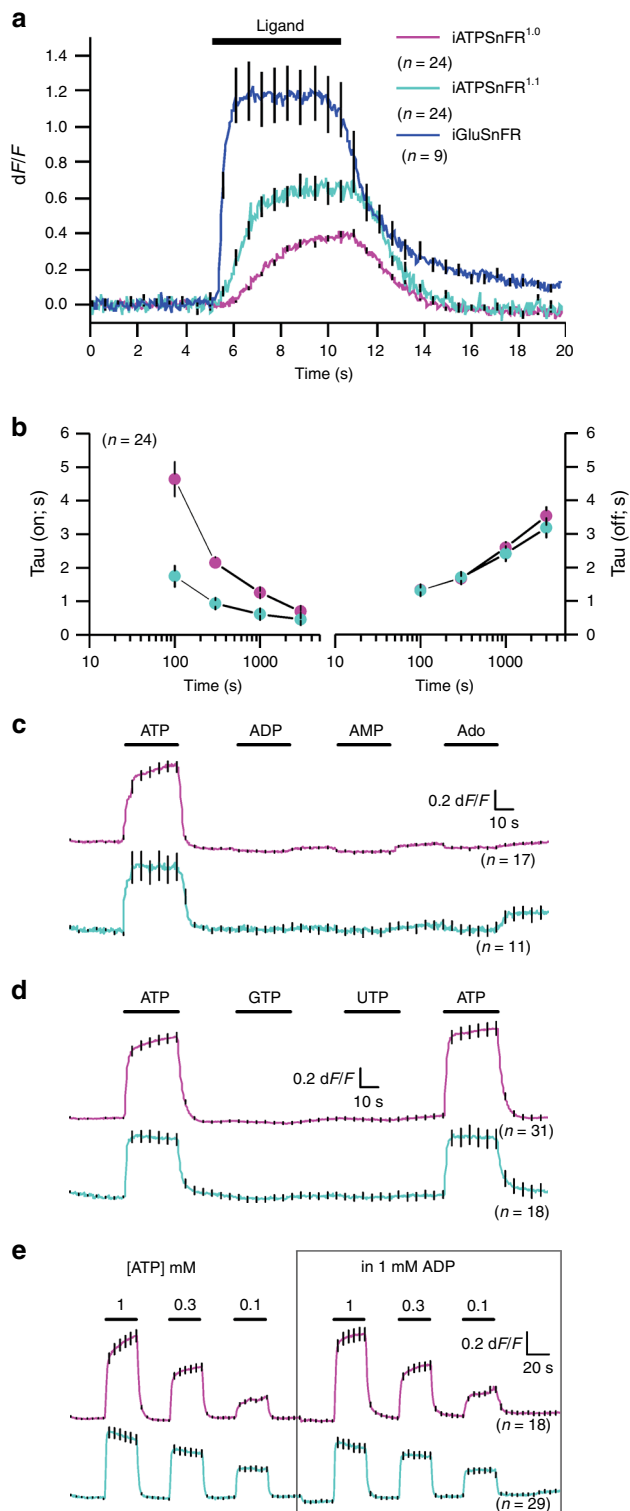 a
Ligand
iATPSnFR1.0
(n = 24)
iATPSnFR1.1
(n = 24)
iGluSnFR
(n = 9)
1.4
1.2
1.0
0.8
0.6
0.4
0.2
0.0
dF/F
0 2 4 6 8 10 12 14 16 18 20
Time (s)
b
(n = 24)
6
5
4
3
2
1
0
Tau (on; s)
10 100 1000
Time (s)
6
5
4
3
2
1
0
Tau (off; s)
10 100 1000
Time (s)
c
ATP ADP AMP Ado
0.2 dF/F
10 s
(n = 17)
(n = 11)
d
ATP GTP UTP ATP
0.2 dF/F
10 s
(n = 31)
(n = 18)
e
[ATP] mM in 1 mM ADP
1 0.3 0.1 1 0.3 0.1
0.2 dF/F
20 s
(n = 18)
(n = 29)